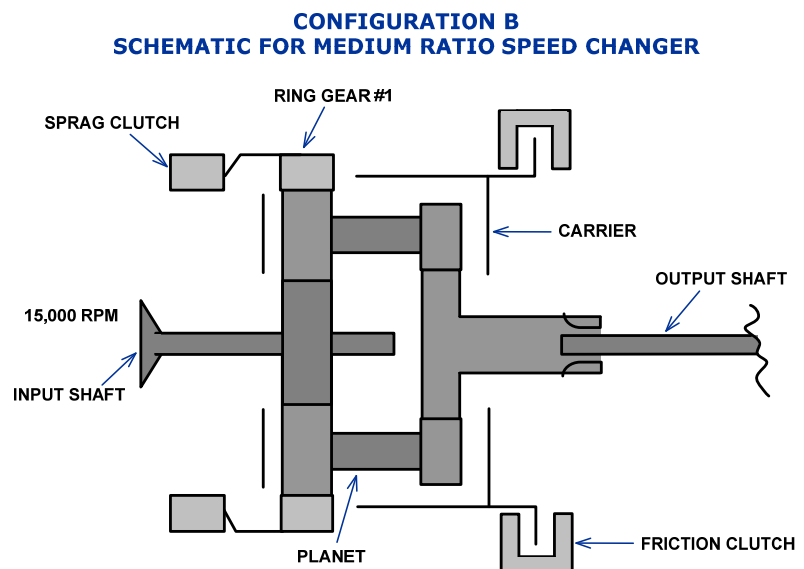 CONFIGURATION B
SCHEMATIC FOR MEDIUM RATIO SPEED CHANGER
RING GEAR #1
SPRAG CLUTCH
CARRIER
OUTPUT SHAFT
15,000 RPM
INPUT SHAFT
FRICTION CLUTCH
PLANET